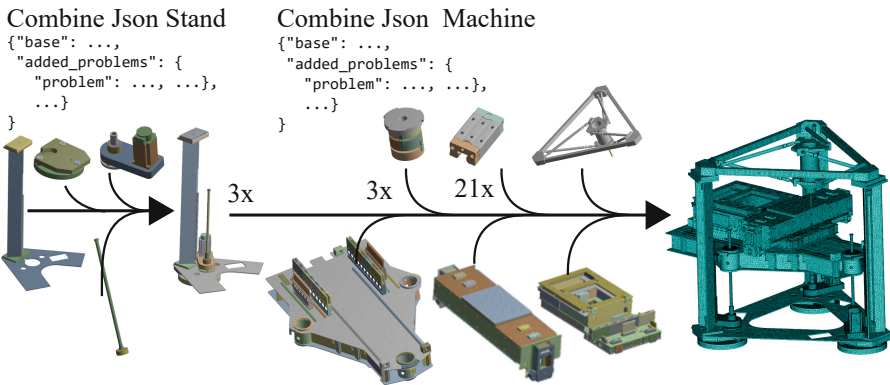 Combine Json Stand
{"base": ...,
"added_problems": {
"problem": ..., ...},
...}
}
Combine Json Machine
{"base": ...,
"added_problems": {
"problem": ..., ...},
...}
}
3x
3x
21x